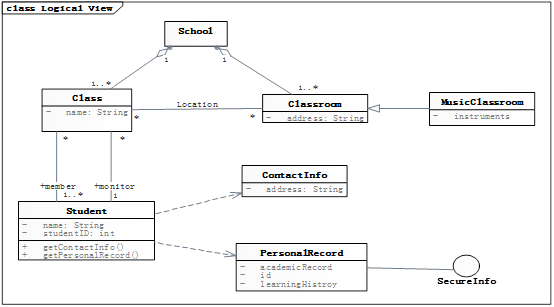 class Logical View
School
1
1
1..*
1..*
Class
- name: String
Location
*
*
Classroom
- address: String
MusicClassroom
- instruments
*
*
+member
+monitor
1..*
1
ContactInfo
- address: String
Student
- name: String
- studentID: int
+ getContactInfo()
+ getPersonalRecord()
PersonalRecord
- academicRecord
- id
- learningHistroy
SecureInfo